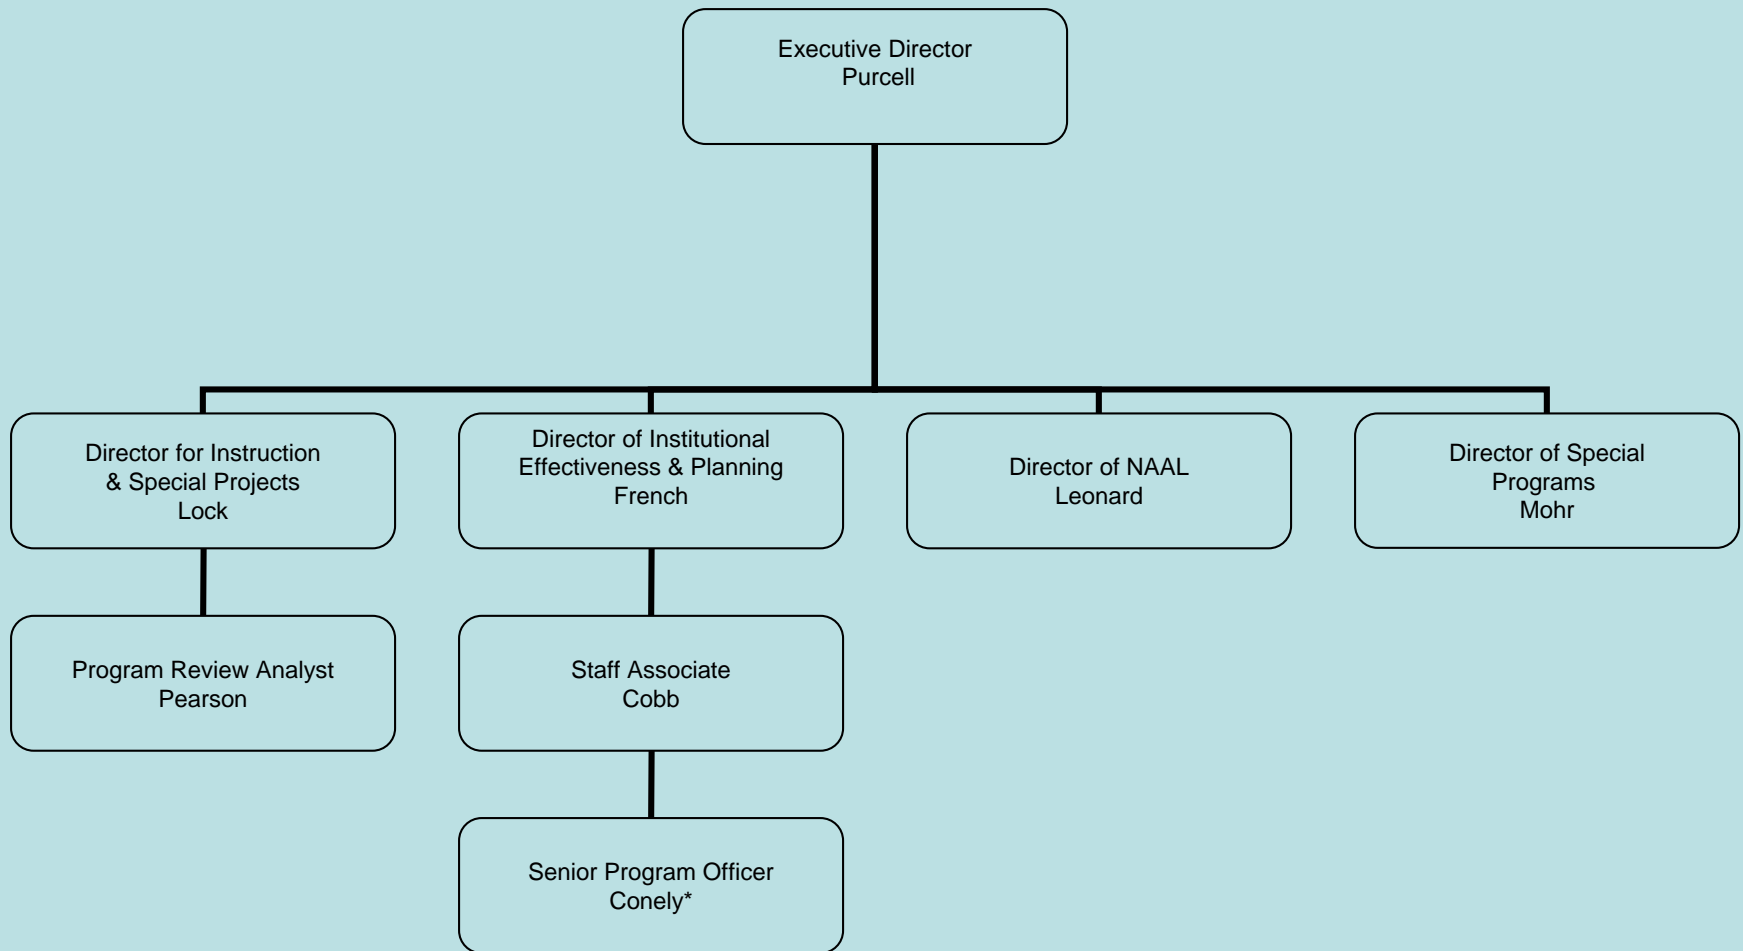 Executive Director
Purcell
Director for Instruction
& Special Projects
Lock
Director of Institutional
Effectiveness & Planning
French
Director of NAAL
Leonard
Director of Special
Programs
Mohr
Program Review Analyst
Pearson
Staff Associate
Cobb
Senior Program Officer
Conely*